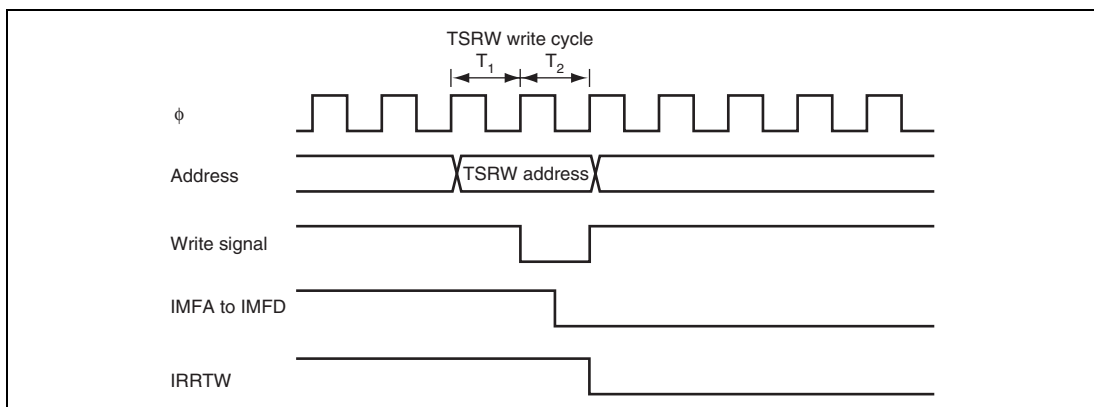 TSRW write cycle
T1 T2
ϕ
Address
TSRW address
Write signal
IMFA to IMFD
IRRTW